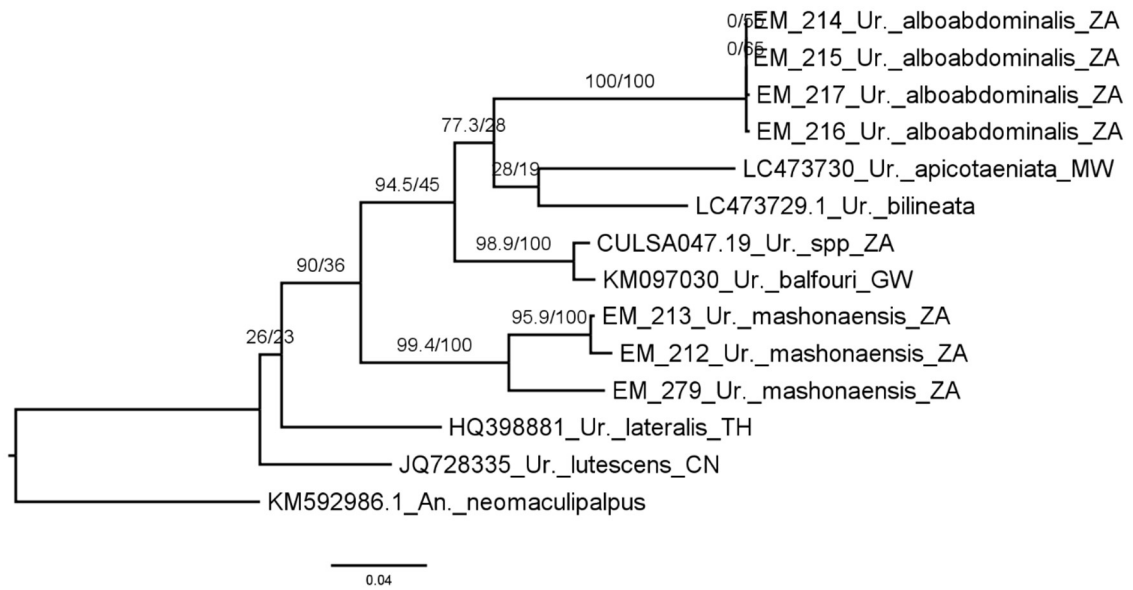 0/55 EM_214_Ur._alboabdominalis_ZA
0/65 EM_215_Ur._alboabdominalis_ZA
100/100
EM_217_Ur._alboabdominalis_ZA
77.3/28
EM_216_Ur._alboabdominalis_ZA
28/19
LC473730_Ur._apicotaeniata_MW
94.5/45
LC473729.1_Ur._bilineata
98.9/100
CULSA047.19_Ur._spp_ZA
90/36
KM097030_Ur._balfouri_GW
95.9/100
EM_213_Ur._mashonaensis_ZA
26/23
99.4/100
EM_212_Ur._mashonaensis_ZA
EM_279_Ur._mashonaensis_ZA
HQ398881_Ur._lateralis_TH
JQ728335_Ur._lutescens_CN
KM592986.1_An._neomaculipalpus
0.04